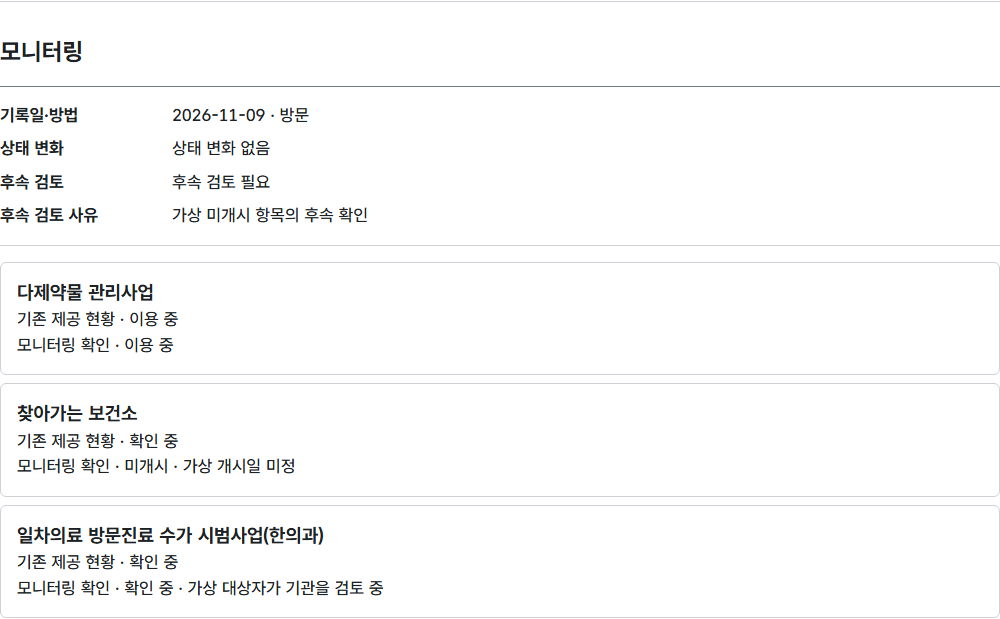 모니터링
기록일·방법 2026-11-09 · 방문
상태 변화 상태 변화 없음
후속 검토 후속 검토 필요
후속 검토 사유 가상 미개시 항목의 후속 확인
다제약물 관리사업
기존 제공 현황 · 이용 중
모니터링 확인 · 이용 중
찾아가는 보건소
기존 제공 현황 · 확인 중
모니터링 확인 · 미개시 · 가상 개시일 미정
일차의료 방문진료 수가 시범사업(한의과)
기존 제공 현황 · 확인 중
모니터링 확인 · 확인 중 · 가상 대상자가 기관을 검토 중